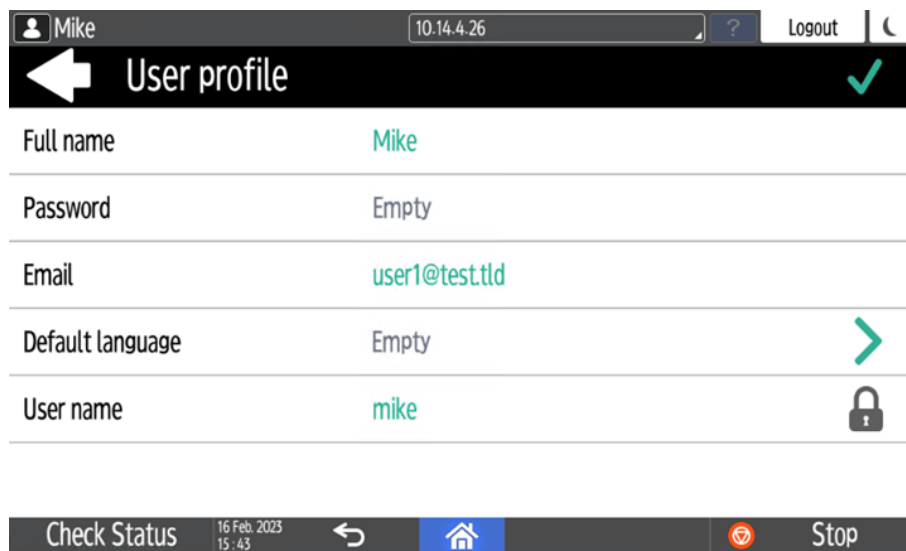 Mike 10.14.4.26 ? Logout
User profile
Full name Mike
Password Empty
Email user1@test.tld
Default language Empty
User name mike
Check Status 16 Feb. 2023 Stop
15 : 43